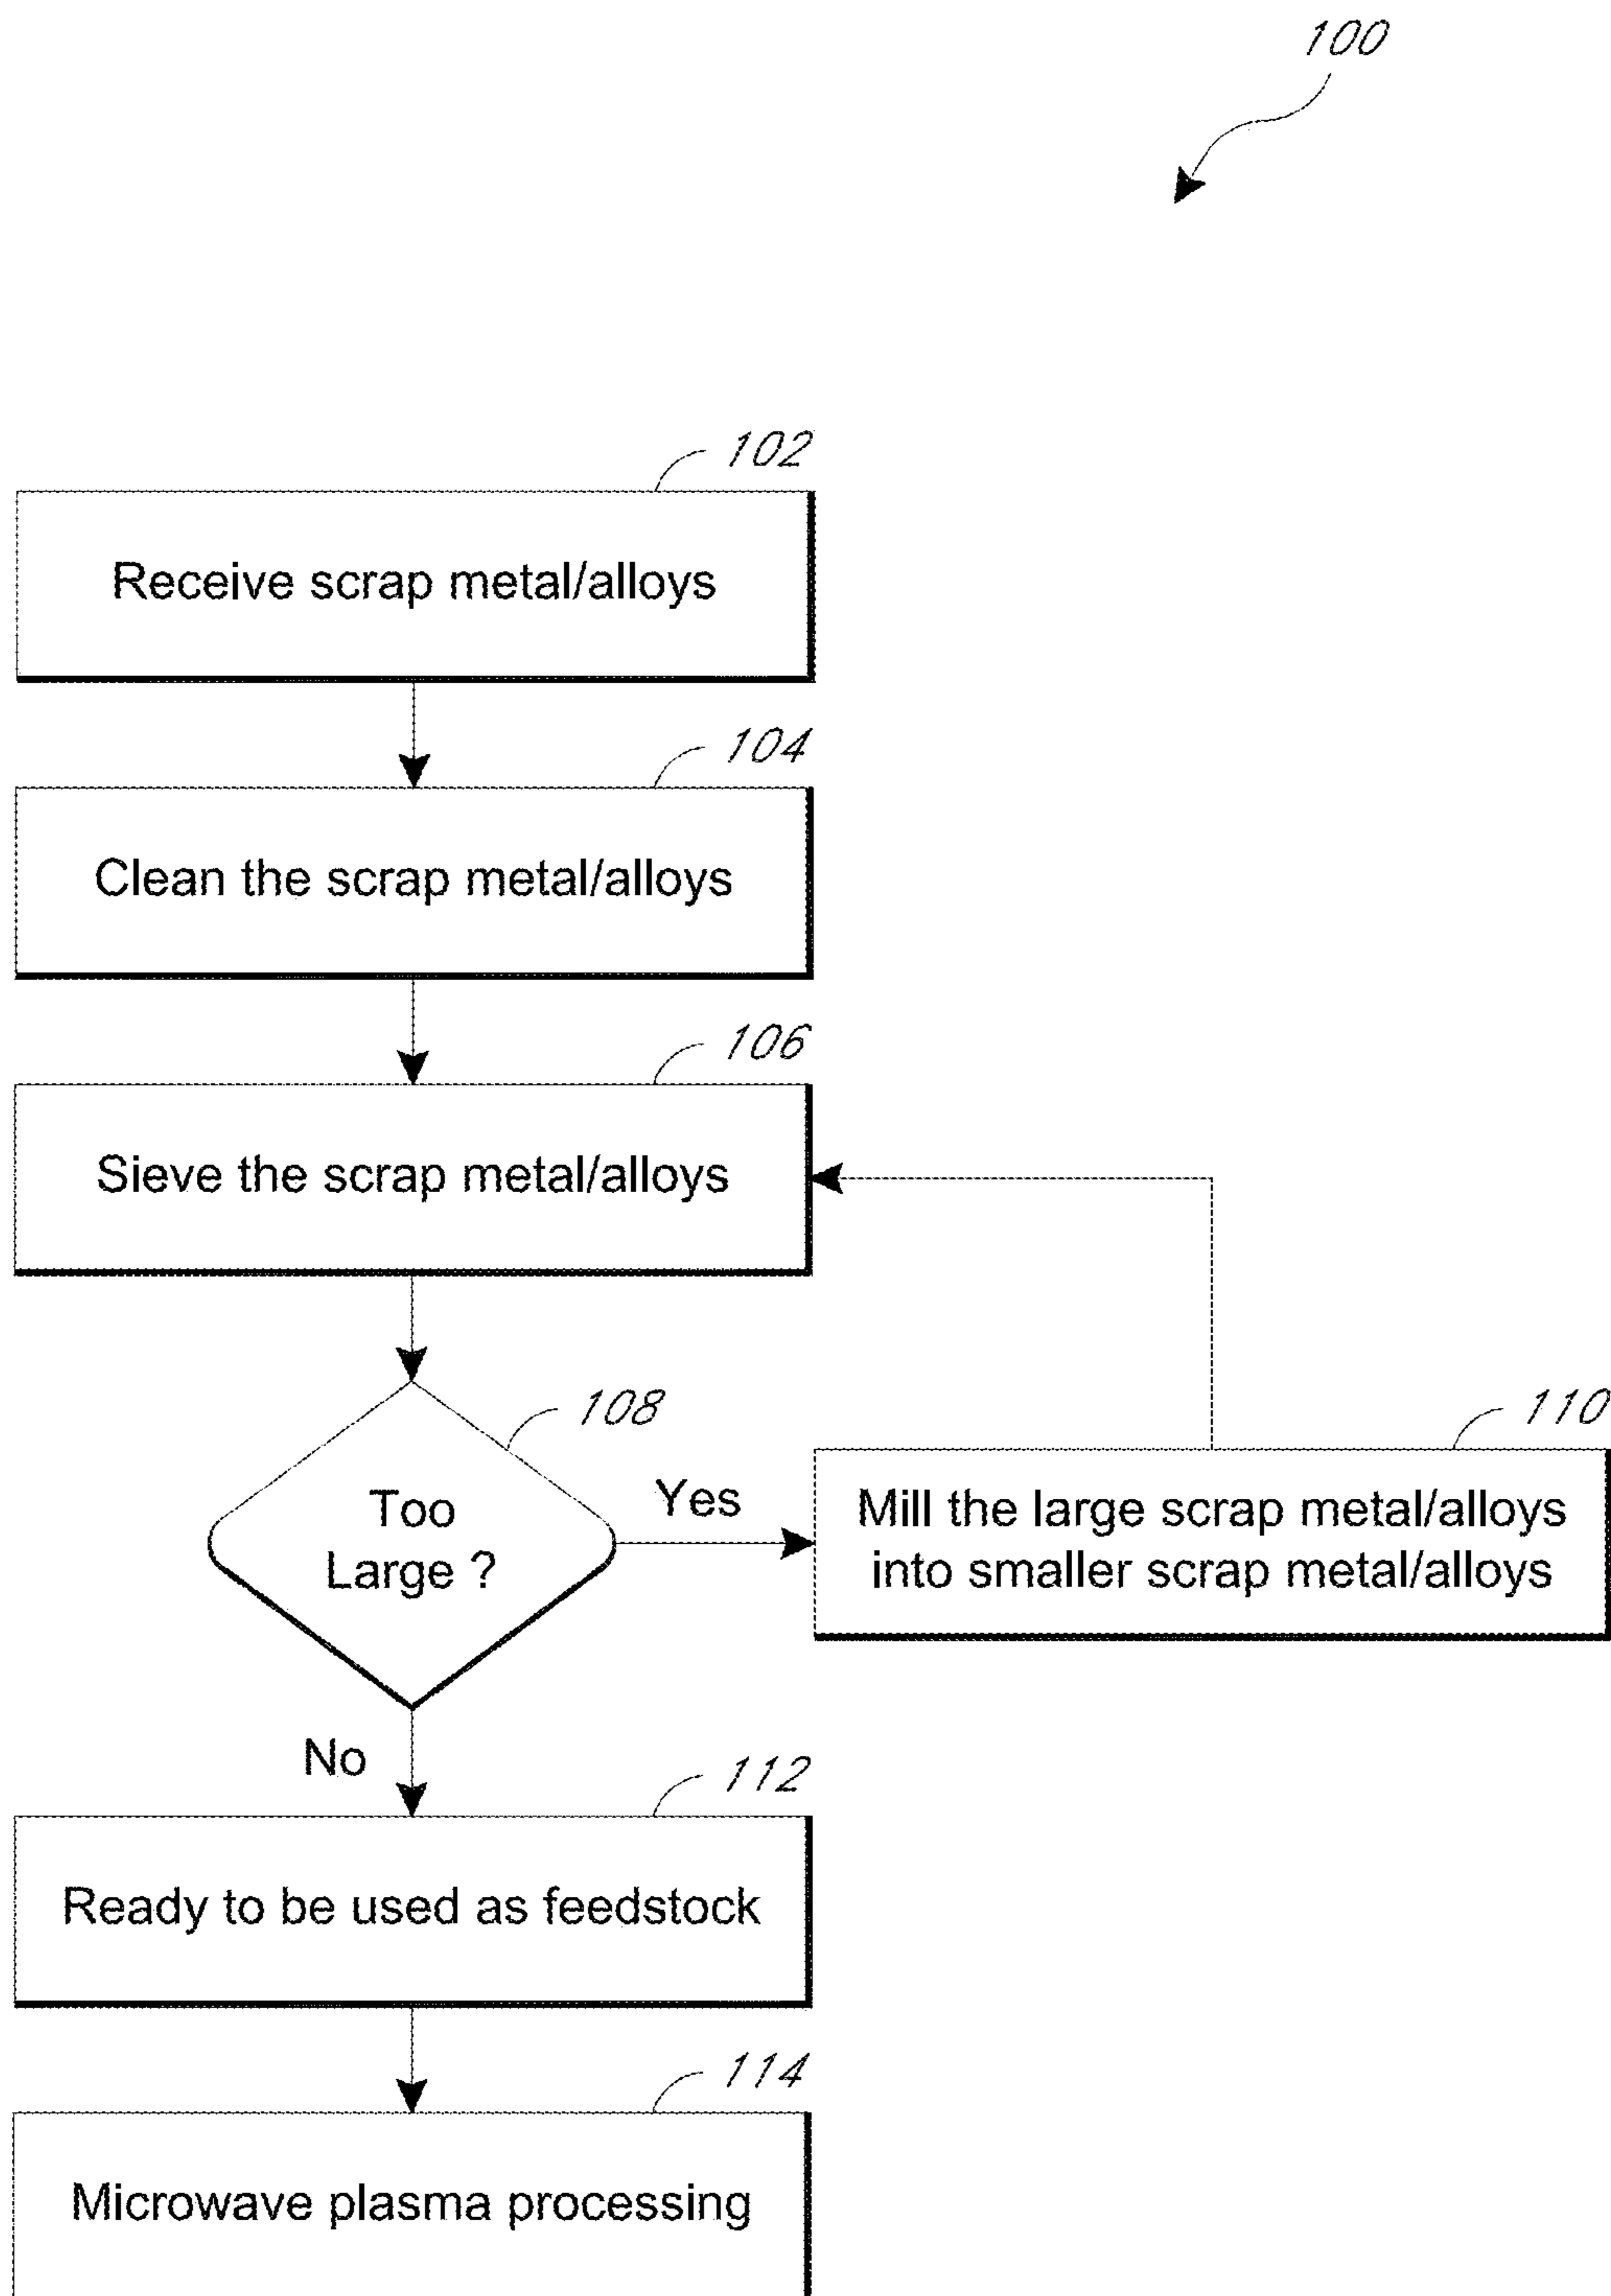 100
102
Receive scrap metal/alloys
104
Clean the scrap metal/alloys
106
Sieve the scrap metal/alloys
108
Too
Large ?
Yes
110
Mill the large scrap metal/alloys
into smaller scrap metal/alloys
No
112
Ready to be used as feedstock
114
Microwave plasma processing